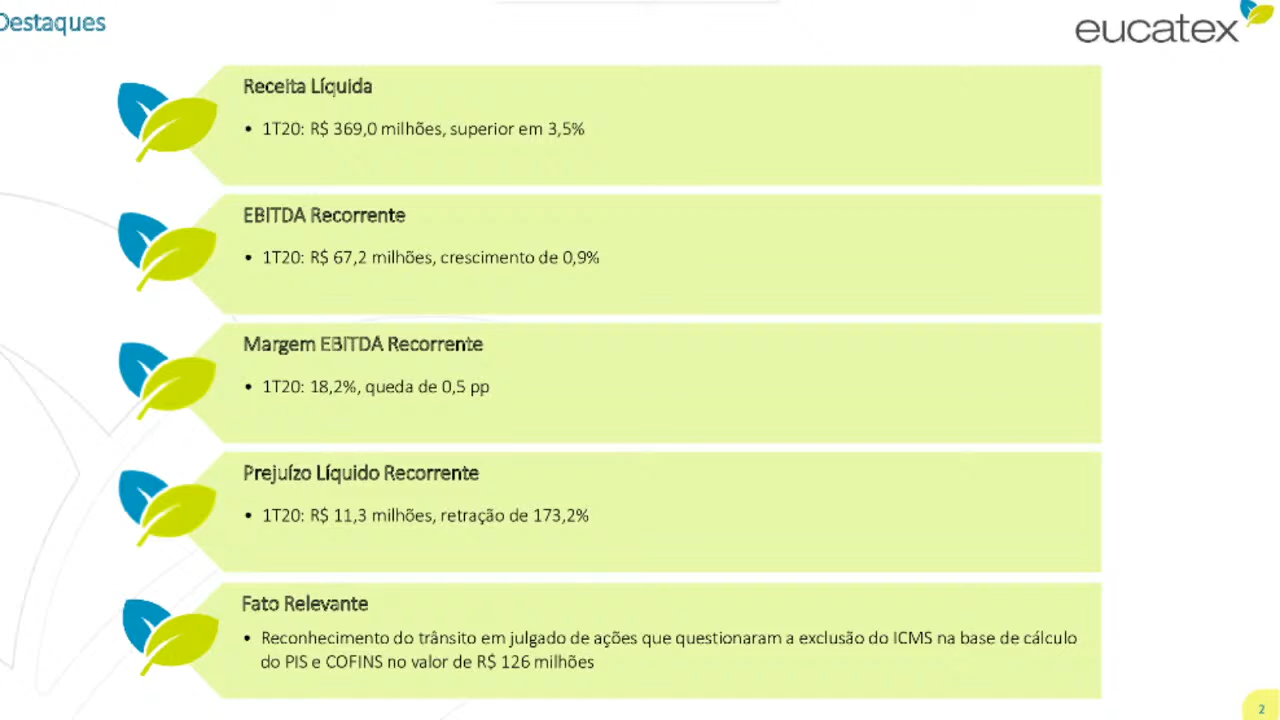 Destaques
eucatex
Receita Líquida
• 1T20: R$ 369,0 milhões, superior em 3,5%
EBITDA Recorrente
• 1T20: R$ 67,2 milhões, crescimento de 0,9%
Margem EBITDA Recorrente
• 1T20: 18,2%, queda de 0,5 pp
Prejuízo Líquido Recorrente
• 1T20: R$ 11,3 milhões, retração de 173,2%
Fato Relevante
• Reconhecimento do trânsito em julgado de ações que questionaram a exclusão do ICMS na base de cálculo
do PIS e COFINS no valor de R$ 126 milhões
2